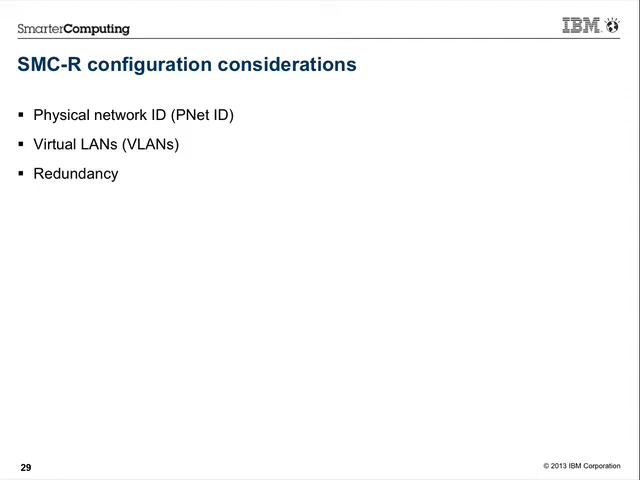 SmarterComputing
IBM
SMC-R configuration considerations
▪ Physical network ID (PNet ID)
▪ Virtual LANs (VLANs)
▪ Redundancy
29
© 2013 IBM Corporation